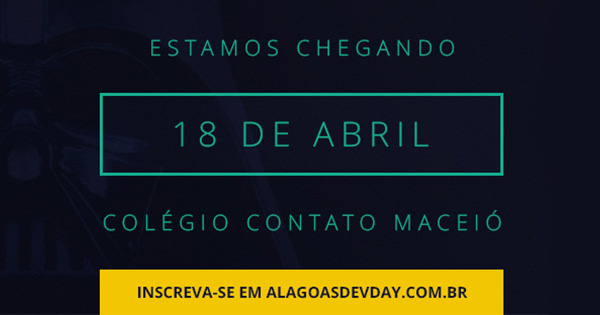 ESTAMOS CHEGANDO
18 DE ABRIL
COLÉGIO CONTATO MACEIÓ
INSCREVA-SE EM ALAGOASDEVDAY.COM.BR